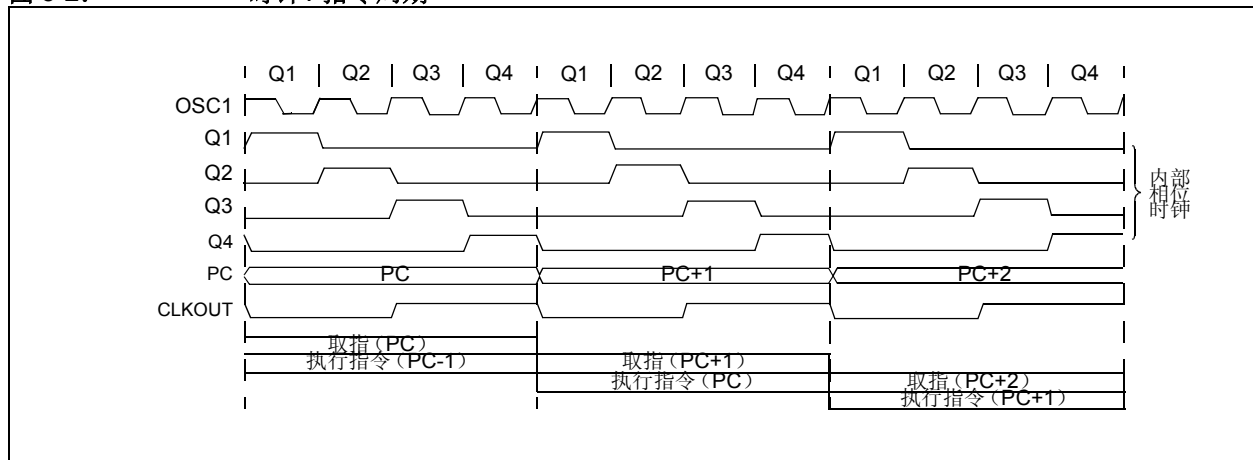 Q1 Q2 Q3 Q4 Q1 Q2 Q3 Q4 Q1 Q2 Q3 Q4
OSC1
Q1
Q2
Q3
Q4
内部
相位
时钟
PC PC PC+1 PC+2
CLKOUT
取指(PC)
执行指令(PC-1) 取指(PC+1)
执行指令(PC) 取指(PC+2)
执行指令(PC+1)